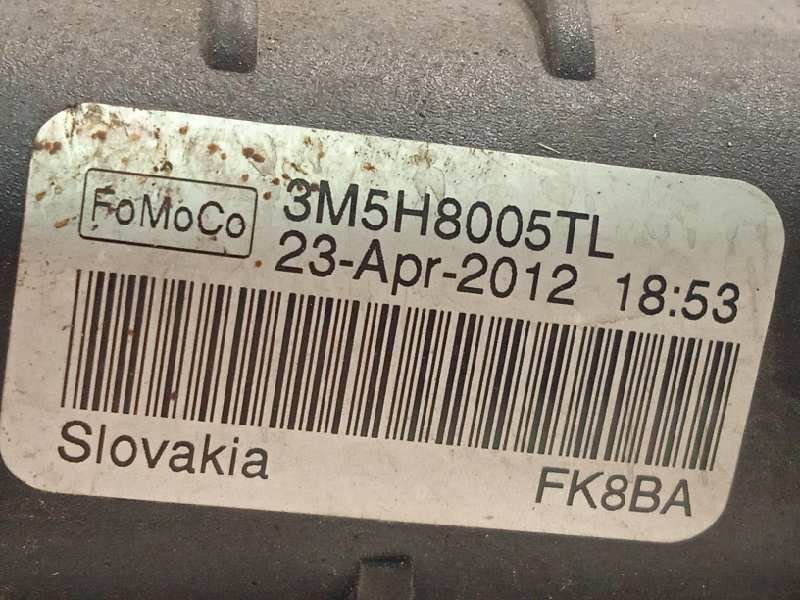 FoMoCo 3M5H8005TL
23-Apr-2012 18:53
Slovakia FK8BA